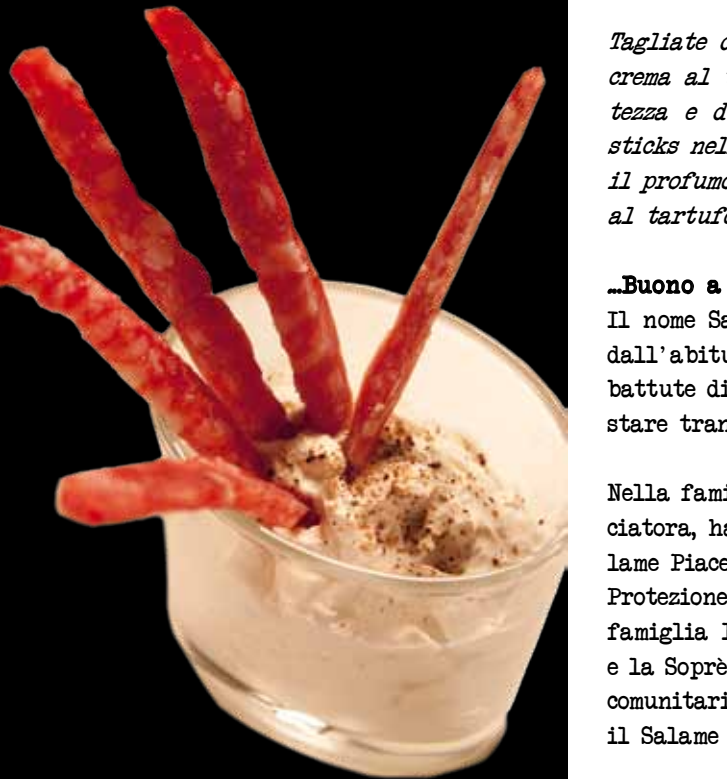 Tagliate
crema al
tezza e d
sticks nel
il profumo
al tartufo
…Buono a
Il nome Sa
dall'abitu
battute di
stare tran
Nella fami
ciatora, ha
lame Piace
Protezione
famiglia l
e la Soprè
comunitari
il Salame